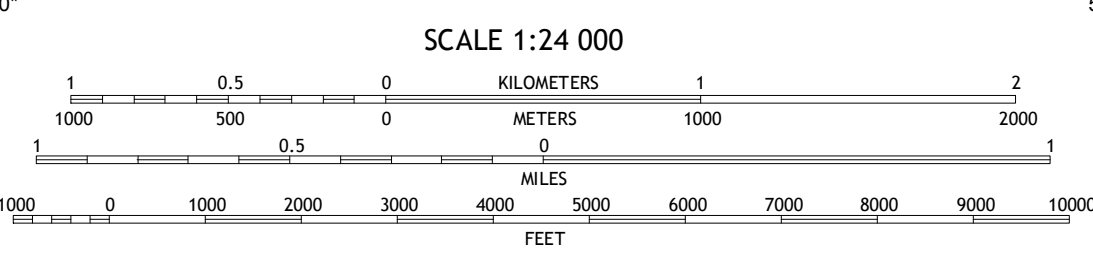 0"
SCALE 1:24 000
1 0.5 0 KILOMETERS 1 2
1000 500 0 METERS 1000 2000
1 0.5 0 1
MILES
1000 0 1000 2000 3000 4000 5000 6000 7000 8000 9000 10000
FEET